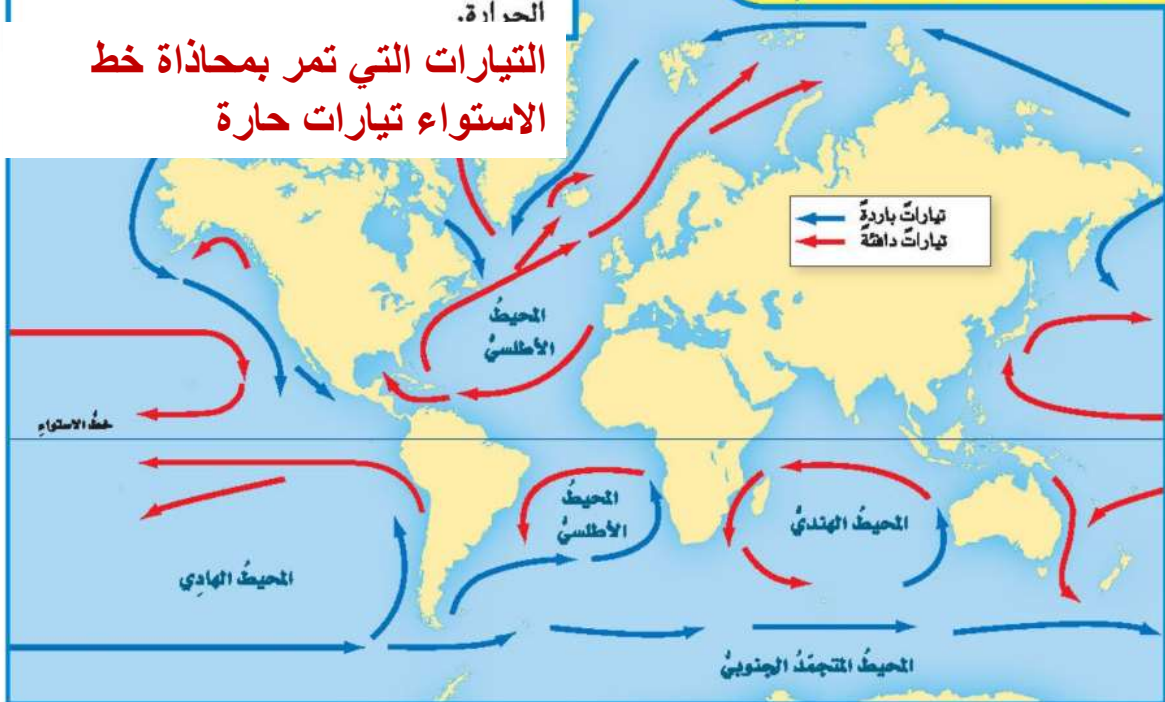 الحرارة.
التيارات التي تمر بمحاذاة خط
الاستواء تيارات حارة
تياراتٌ باردةٌ
تياراتٌ دافئةٌ
المحيطُ
الأطلسيُّ
خطُّ الاستواءِ
المحيطُ
الأطلسيُّ
المحيطُ الهنديُّ
المحيطُ الهادِي
المحيطُ المتجمّدُ الجنوبيُّ